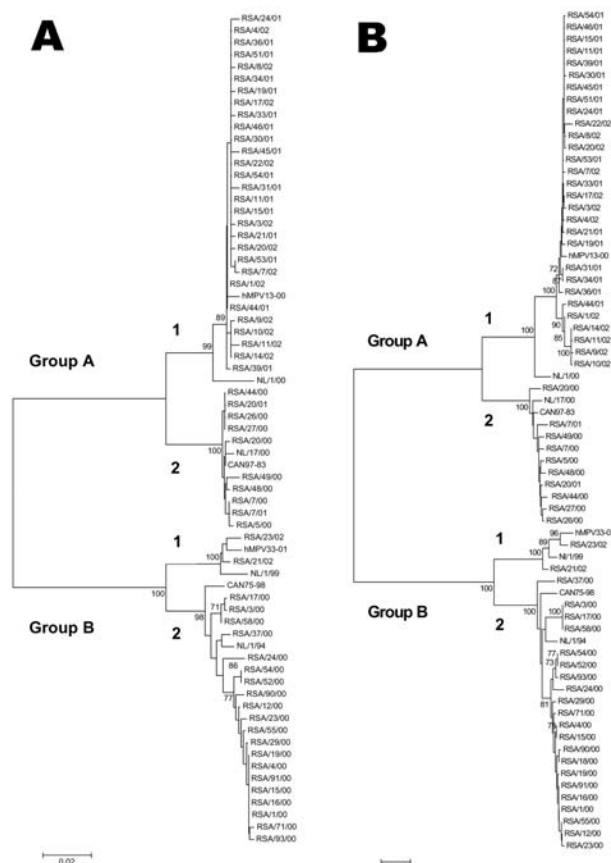 A
RSA/24/01
RSA/4/02
RSA/36/01
RSA/51/01
RSA/8/02
RSA/34/01
RSA/19/01
RSA/17/02
RSA/33/01
RSA/46/01
RSA/30/01
RSA/45/01
RSA/22/02
RSA/54/01
RSA/31/01
RSA/11/01
RSA/15/01
RSA/3/02
RSA/21/01
RSA/20/02
RSA/53/01
RSA/7/02
RSA/1/02
hMPV13-00
RSA/44/01
89
RSA/9/02
RSA/10/02
1
RSA/11/02
99
RSA/14/02
Group A
RSA/39/01
NL/1/00
RSA/44/00
RSA/20/01
RSA/26/00
RSA/27/00
RSA/20/00
100
NL/17/00
2
CAN97-83
RSA/49/00
RSA/48/00
RSA/7/00
RSA/7/01
RSA/5/00
RSA/23/02
1
hMPV33-01
100
RSA/21/02
NL/1/99
CAN75-98
100
RSA/17/00
71
RSA/3/00
98
RSA/58/00
Group B
2
RSA/37/00
NL/1/94
RSA/24/00
86
RSA/54/00
RSA/52/00
77
RSA/90/00
RSA/12/00
RSA/23/00
RSA/55/00
RSA/29/00
RSA/19/00
RSA/4/00
RSA/91/00
RSA/15/00
RSA/16/00
RSA/1/00
RSA/71/00
RSA/93/00
0.02
B
RSA/54/01
RSA/46/01
RSA/15/01
RSA/11/01
RSA/39/01
RSA/30/01
RSA/45/01
RSA/51/01
RSA/24/01
RSA/22/02
RSA/8/02
RSA/20/02
RSA/53/01
RSA/7/02
RSA/33/01
RSA/17/02
RSA/3/02
RSA/4/02
RSA/21/01
RSA/19/01
hMPV13-00
72
RSA/31/01
RSA/34/01
100
RSA/36/01
RSA/44/01
1
RSA/1/02
90
RSA/14/02
100
85
RSA/11/02
Group A
100
RSA/9/02
RSA/10/02
NL/1/00
RSA/20/00
100
NL/17/00
2
CAN97-83
RSA/7/01
RSA/49/00
RSA/7/00
RSA/5/00
RSA/48/00
RSA/20/01
RSA/44/00
RSA/27/00
RSA/26/00
96
hMPV33-0
1
89
RSA/23/02
100
NL/1/99
RSA/21/02
100
RSA/37/00
CAN75-98
RSA/3/00
Group B
100
100
RSA/17/00
2
RSA/58/00
NL/1/94
77
RSA/54/00
73
RSA/52/00
RSA/93/00
RSA/24/00
81
RSA/29/00
RSA/71/00
RSA/4/00
RSA/15/00
RSA/90/00
RSA/18/00
RSA/19/00
RSA/91/00
RSA/16/00
RSA/1/00
RSA/55/00
RSA/12/00
RSA/23/00